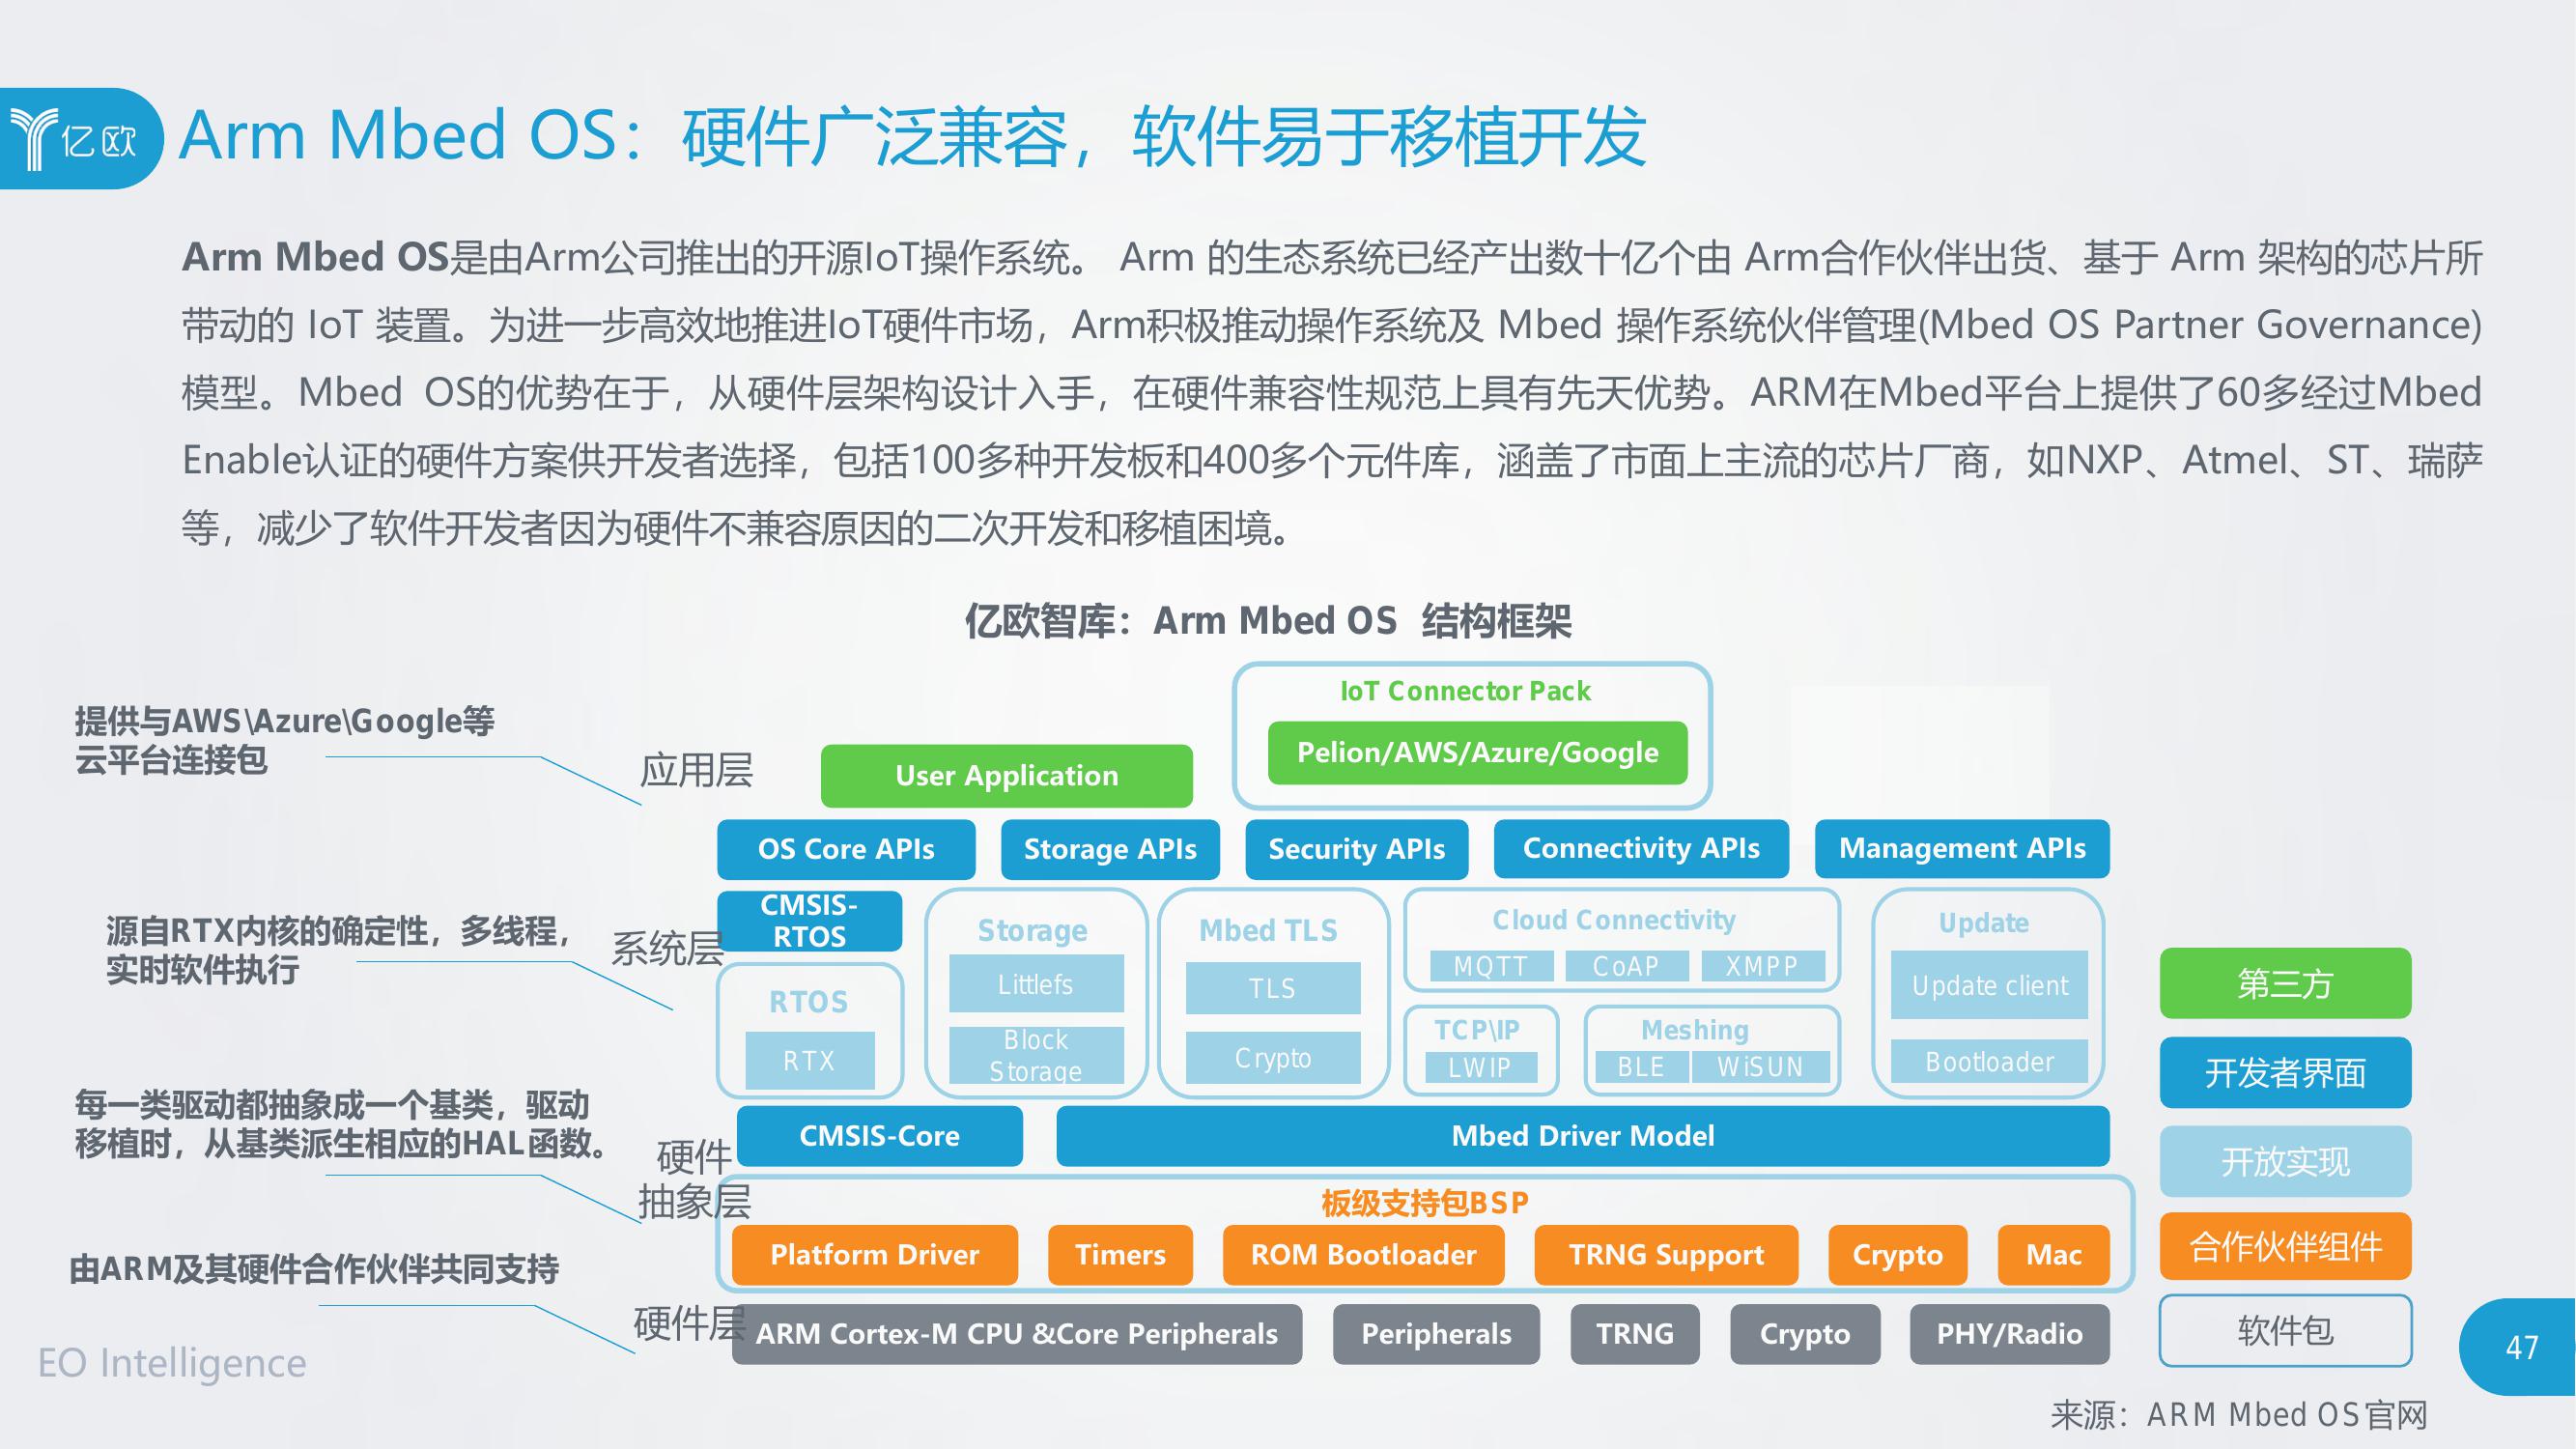 亿欧
Arm Mbed OS：硬件广泛兼容，软件易于移植开发
Arm Mbed OS是由Arm公司推出的开源IoT操作系统。 Arm 的生态系统已经产出数十亿个由 Arm合作伙伴出货、基于 Arm 架构的芯片所
带动的 IoT 装置。为进一步高效地推进IoT硬件市场，Arm积极推动操作系统及 Mbed 操作系统伙伴管理(Mbed OS Partner Governance)
模型。Mbed OS的优势在于，从硬件层架构设计入手，在硬件兼容性规范上具有先天优势。ARM在Mbed平台上提供了60多经过Mbed
Enable认证的硬件方案供开发者选择，包括100多种开发板和400多个元件库，涵盖了市面上主流的芯片厂商，如NXP、Atmel、ST、瑞萨
等，减少了软件开发者因为硬件不兼容原因的二次开发和移植困境。
亿欧智库：Arm Mbed OS 结构框架
提供与AWS\Azure\Google等
云平台连接包
应用层
User Application
IoT Connector Pack
Pelion/AWS/Azure/Google
OS Core APIs
Storage APIs
Security APIs
Connectivity APIs
Management APIs
源自RTX内核的确定性，多线程，
实时软件执行
系统层
CMSIS-
RTOS
RTOS
RTX
Storage
Littlefs
Block
Storage
Mbed TLS
TLS
Crypto
Cloud Connectivity
MQTT
CoAP
XMPP
TCP\IP
LWIP
Meshing
BLE
WiSUN
Update
Update client
Bootloader
每一类驱动都抽象成一个基类，驱动
移植时，从基类派生相应的HAL函数。
硬件
抽象层
CMSIS-Core
Mbed Driver Model
板级支持包BSP
Platform Driver
Timers
ROM Bootloader
TRNG Support
Crypto
Mac
由ARM及其硬件合作伙伴共同支持
硬件层
ARM Cortex-M CPU &Core Peripherals
Peripherals
TRNG
Crypto
PHY/Radio
第三方
开发者界面
开放实现
合作伙伴组件
软件包
EO Intelligence
47
来源：ARM Mbed OS官网